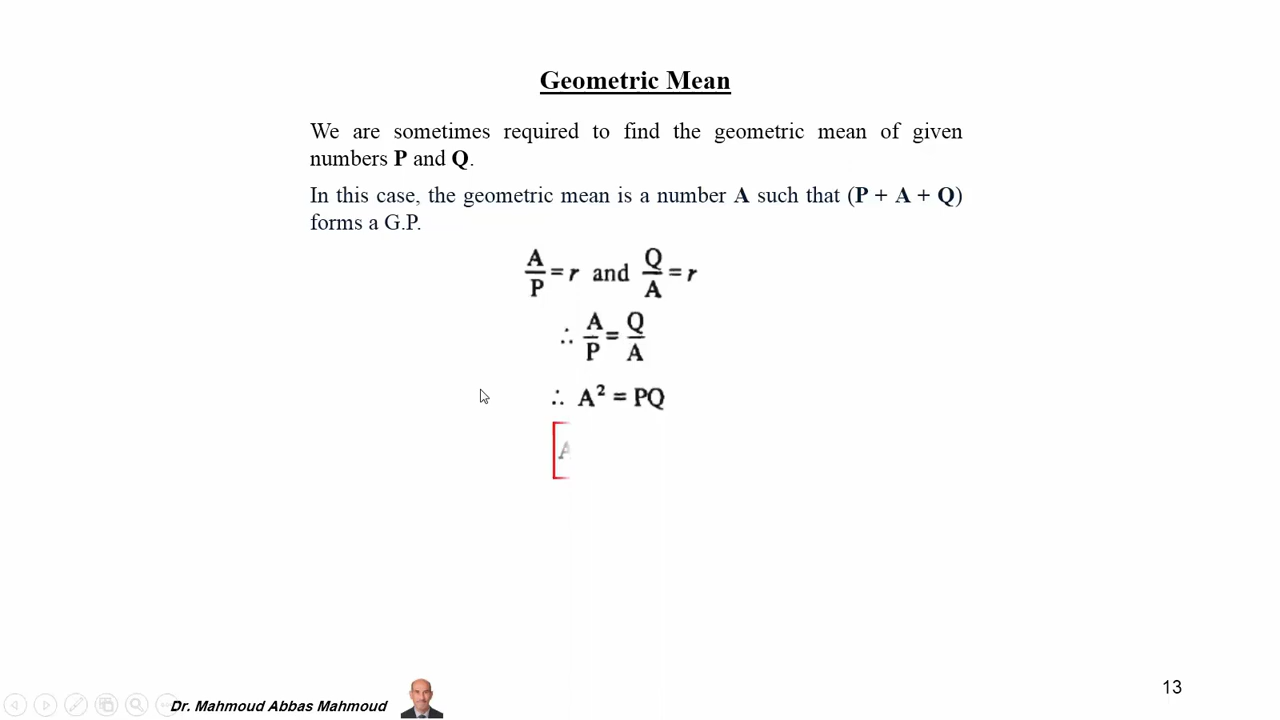 Geometric Mean
We are sometimes required to find the geometric mean of given
numbers P and Q.
In this case, the geometric mean is a number A such that (P + A + Q)
forms a G.P.
A/P = r and Q/A = r
∴ A/P = Q/A
∴ A² = PQ
A
13
Dr. Mahmoud Abbas Mahmoud